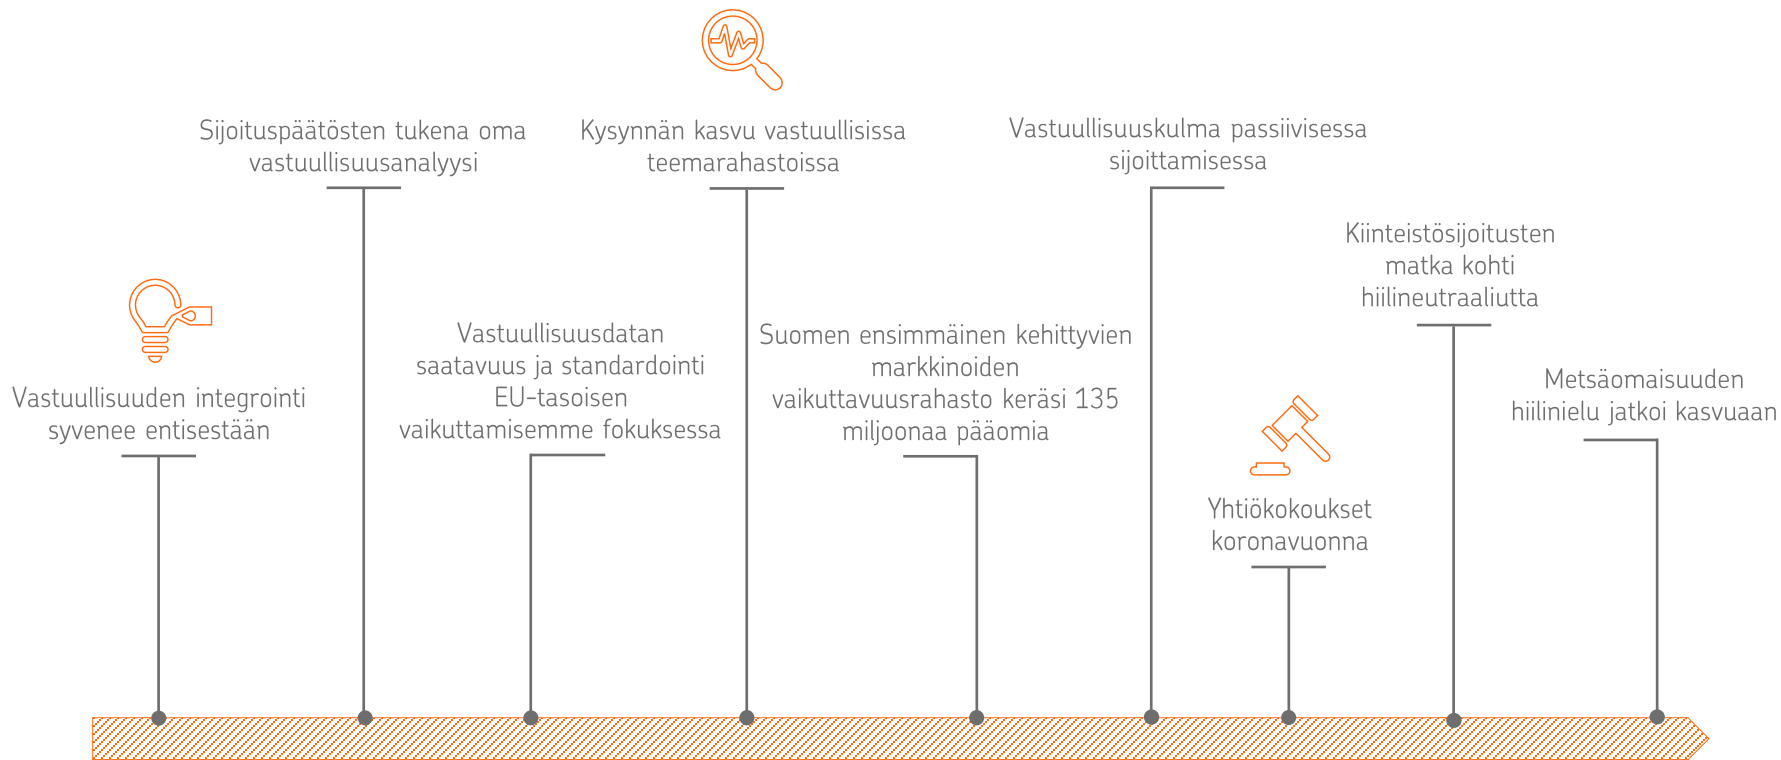 Vastuullisuuden integrointi
syvenee entisestään
Sijoituspäätösten tukena oma
vastuullisuusanalyysi
Vastuullisuusdatan
saatavuus ja standardointi
EU-tasoisen
vaikuttamisemme fokuksessa
Kysynnän kasvu vastuullisissa
teemarahastoissa
Suomen ensimmäinen kehittyvien
markkinoiden
vaikuttavuusrahasto keräsi 135
miljoonaa pääomia
Vastuullisuuskulma passiivisessa
sijoittamisessa
Yhtiökokoukset
koronavuonna
Kiinteistösijoitusten
matka kohti
hiilineutraaliutta
Metsäomaisuuden
hiilinielu jatkoi kasvuaan